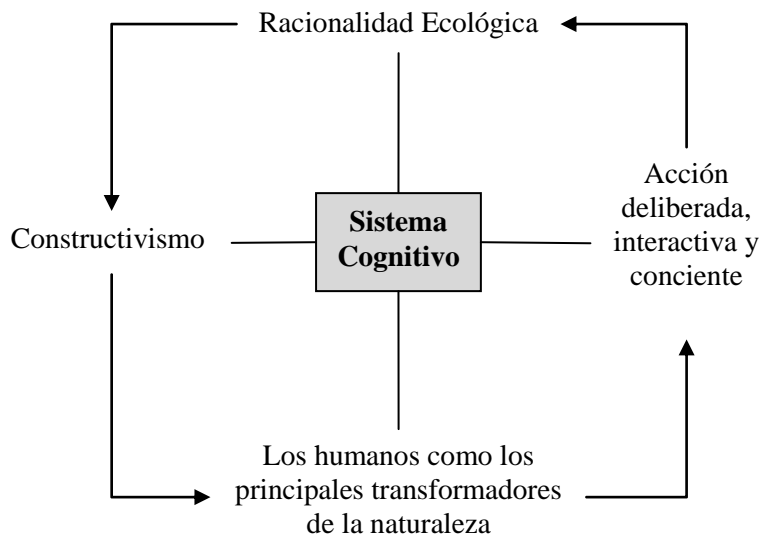 Racionalidad Ecológica
Constructivismo
Sistema
Cognitivo
Acción
deliberada,
interactiva y
conciente
Los humanos como los
principales transformadores
de la naturaleza